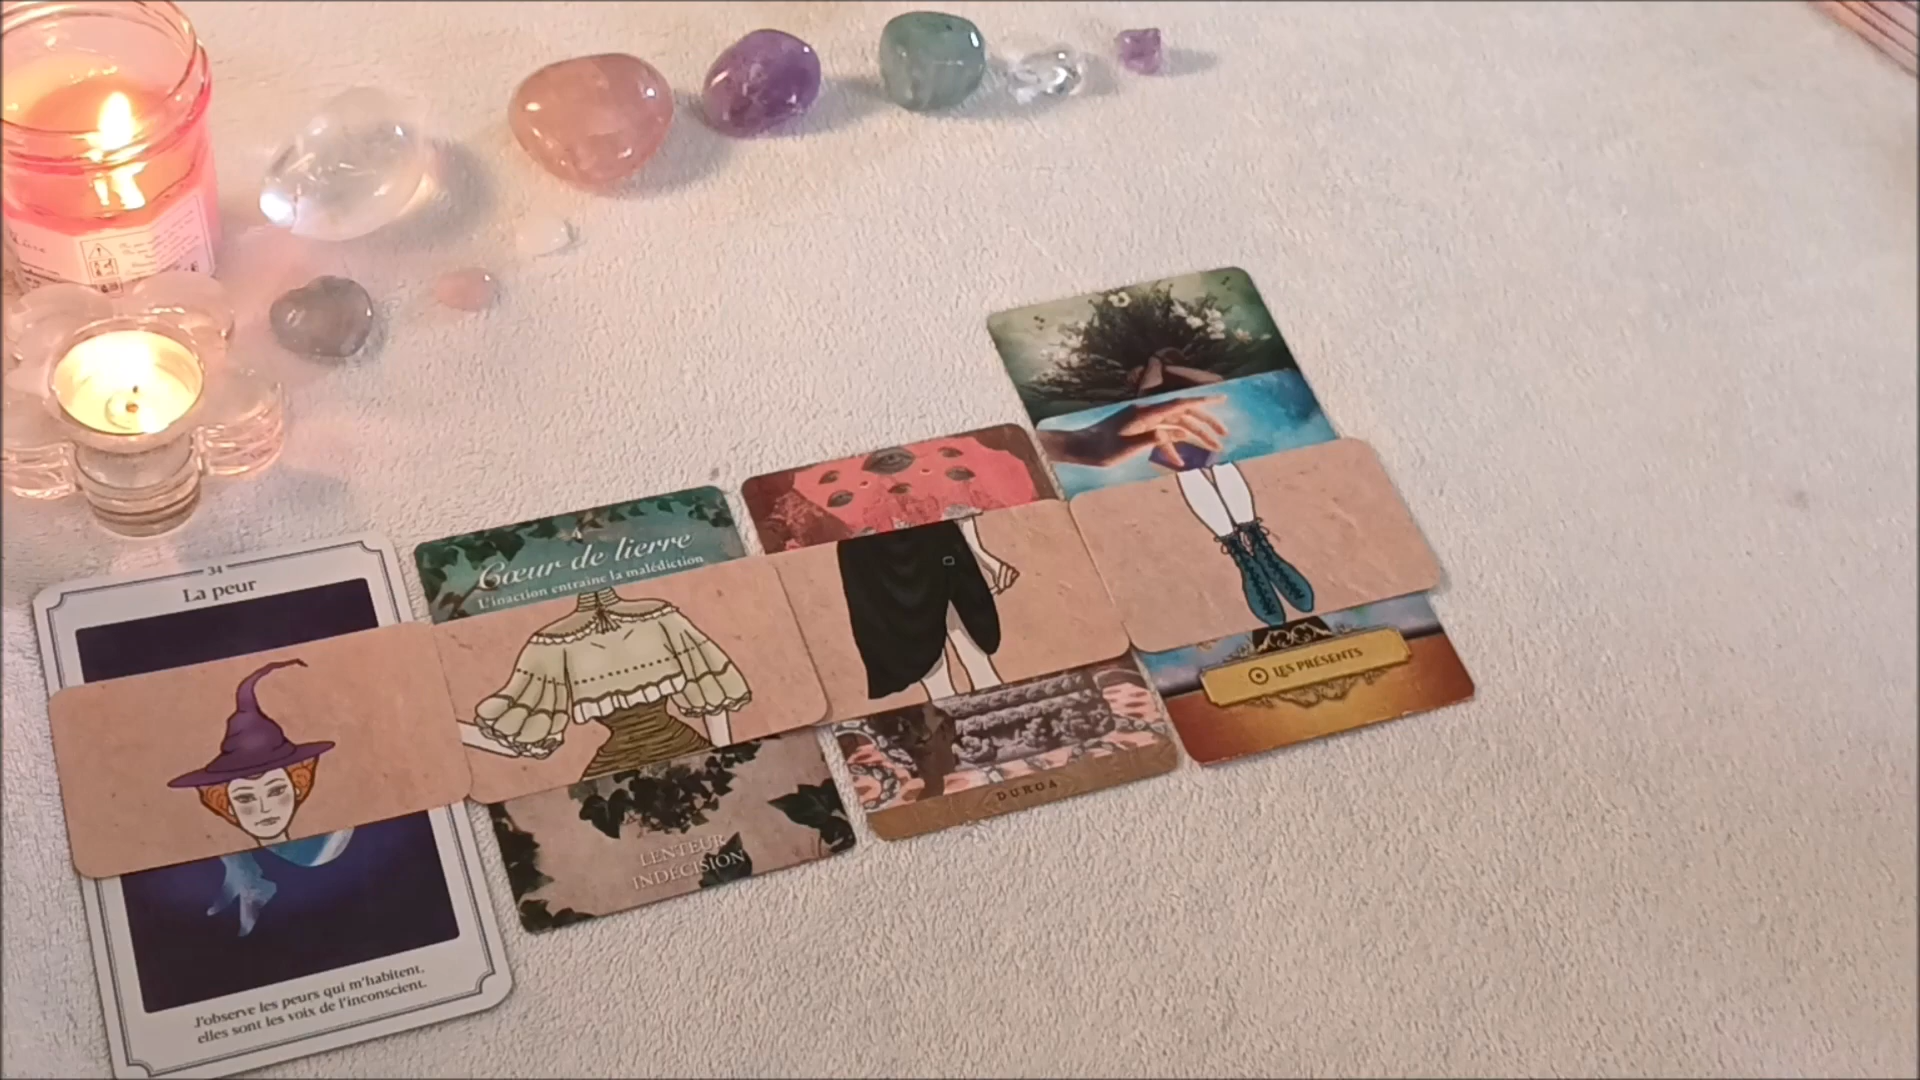 34
La peur
J'observe les peurs qui m'habitent,
elles sont les voix de l'inconscient.
Cœur de lierre
L'inaction entraîne la malédiction
LENTEUR
INDÉCISION
DURGA
LES PRÉSENTS